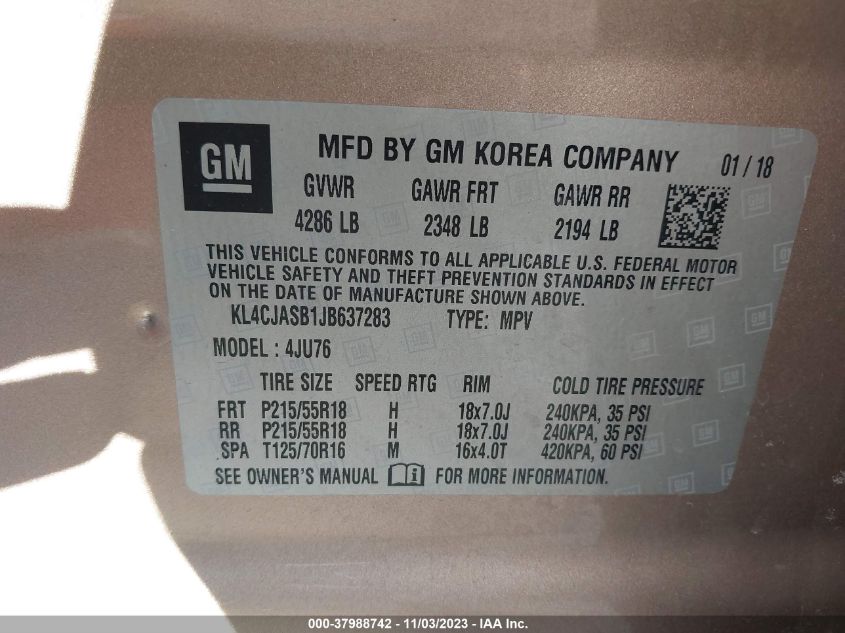 GM MFD BY GM KOREA COMPANY 01 / 18
GVWR GAWR FRT GAWR RR
4286 LB 2348 LB 2194 LB
THIS VEHICLE CONFORMS TO ALL APPLICABLE U.S. FEDERAL MOTOR
VEHICLE SAFETY AND THEFT PREVENTION STANDARDS IN EFFECT
ON THE DATE OF MANUFACTURE SHOWN ABOVE.
KL4CJASB1JB637283 TYPE: MPV
MODEL : 4JU76
TIRE SIZE SPEED RTG RIM COLD TIRE PRESSURE
FRT P215/55R18 H 18x7.0J 240KPA, 35 PSI
RR P215/55R18 H 18x7.0J 240KPA, 35 PSI
SPA T125/70R16 M 16x4.0T 420KPA, 60 PSI
SEE OWNER'S MANUAL i FOR MORE INFORMATION.
000-37988742 - 11/03/2023 - IAA Inc.